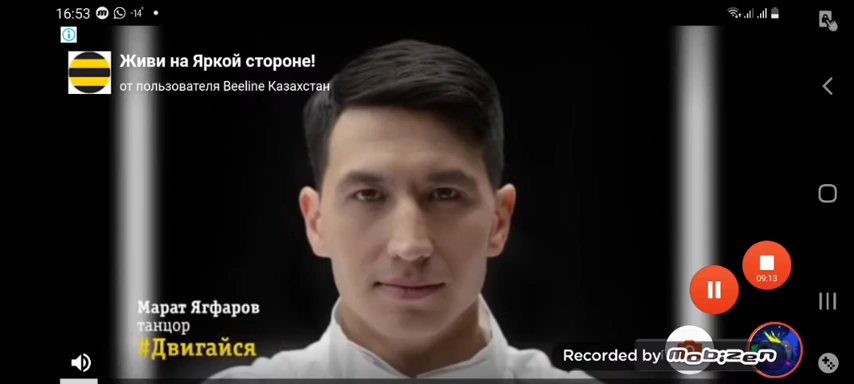 16:53 -14°
Живи на Яркой стороне!
от пользователя Beeline Казахстан
Марат Ягфаров
танцор
#Двигайся
09:13
Recorded by Mobizen